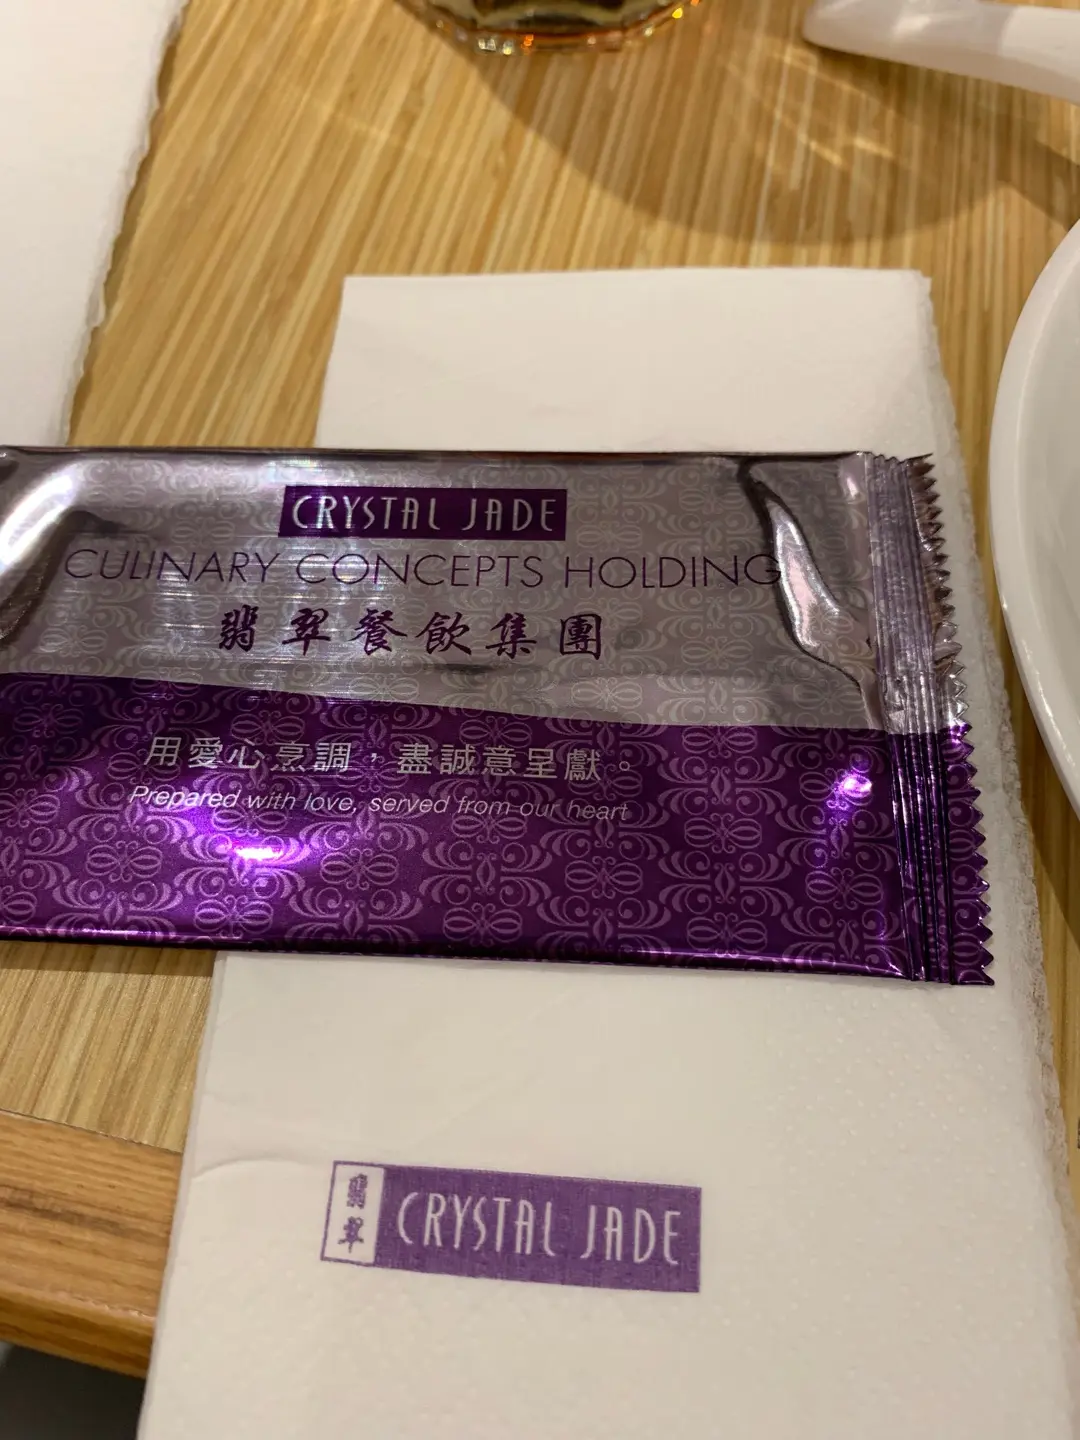 CRYSTAL JADE
CULINARY CONCEPTS HOLDING
翡翠餐飲集團
用愛心烹調，盡誠意呈獻。
Prepared with love, served from our heart
翡翠
CRYSTAL JADE